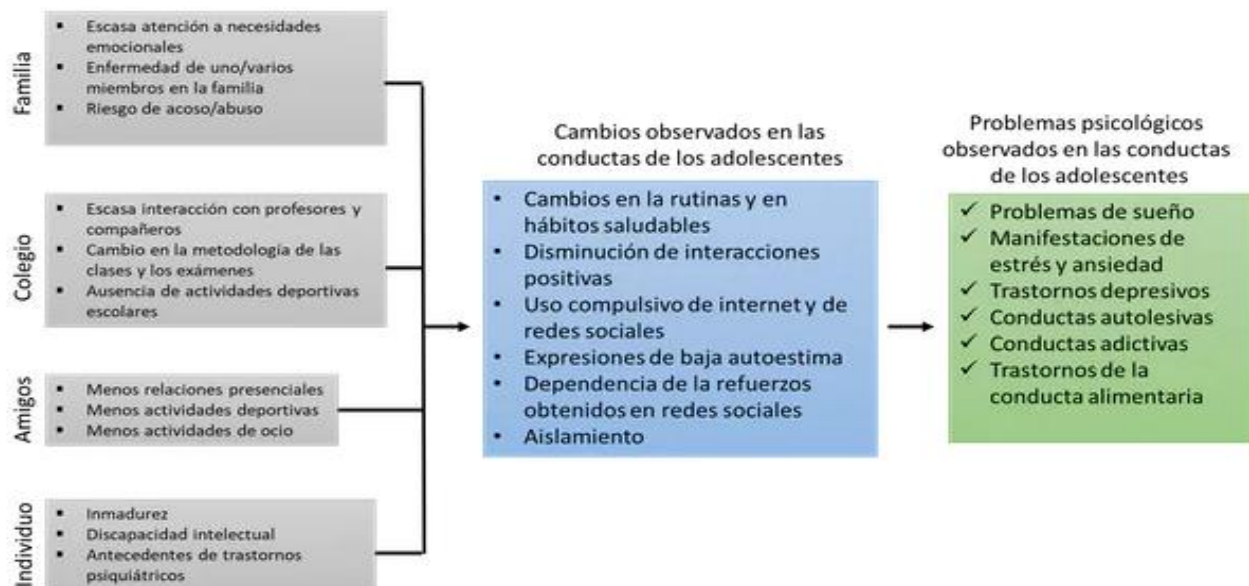 Familia
▪ Escasa atención a necesidades
emocionales
▪ Enfermedad de uno/varios
miembros en la familia
▪ Riesgo de acoso/abuso
Colegio
▪ Escasa interacción con profesores y
compañeros
▪ Cambio en la metodología de las
clases y los exámenes
▪ Ausencia de actividades deportivas
escolares
Amigos
▪ Menos relaciones presenciales
▪ Menos actividades deportivas
▪ Menos actividades de ocio
Individuo
▪ Inmadurez
▪ Discapacidad intelectual
▪ Antecedentes de trastornos
psiquiátricos
Cambios observados en las
conductas de los adolescentes
• Cambios en la rutinas y en
hábitos saludables
• Disminución de interacciones
positivas
• Uso compulsivo de internet y de
redes sociales
• Expresiones de baja autoestima
• Dependencia de la refuerzos
obtenidos en redes sociales
• Aislamiento
Problemas psicológicos
observados en las conductas
de los adolescentes
✓ Problemas de sueño
✓ Manifestaciones de
estrés y ansiedad
✓ Trastornos depresivos
✓ Conductas autolesivas
✓ Conductas adictivas
✓ Trastornos de la
conducta alimentaria